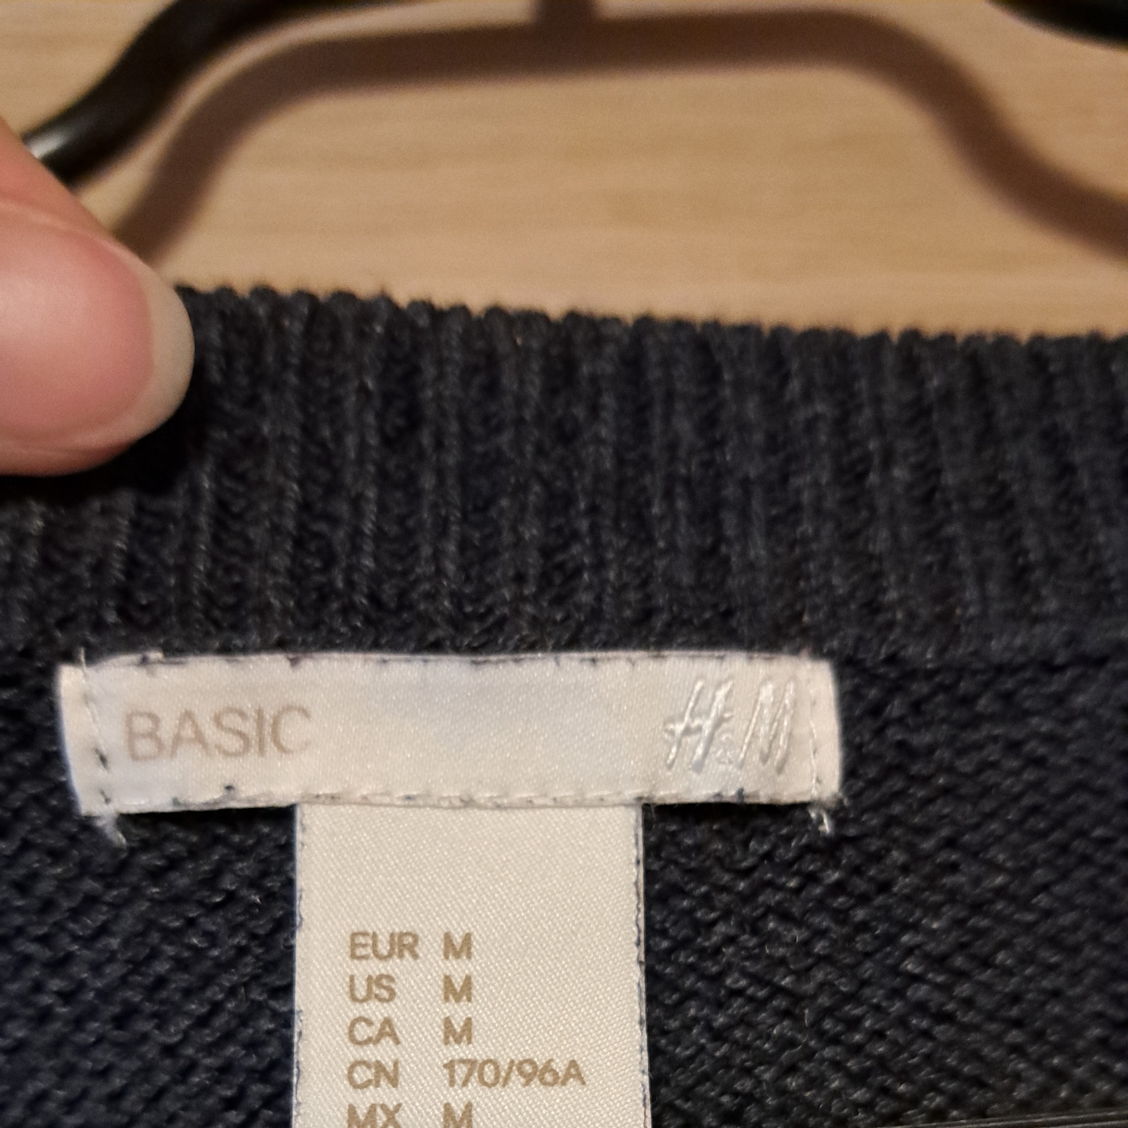 BASIC H&M
EUR M
US M
CA M
CN 170/96A
MX M